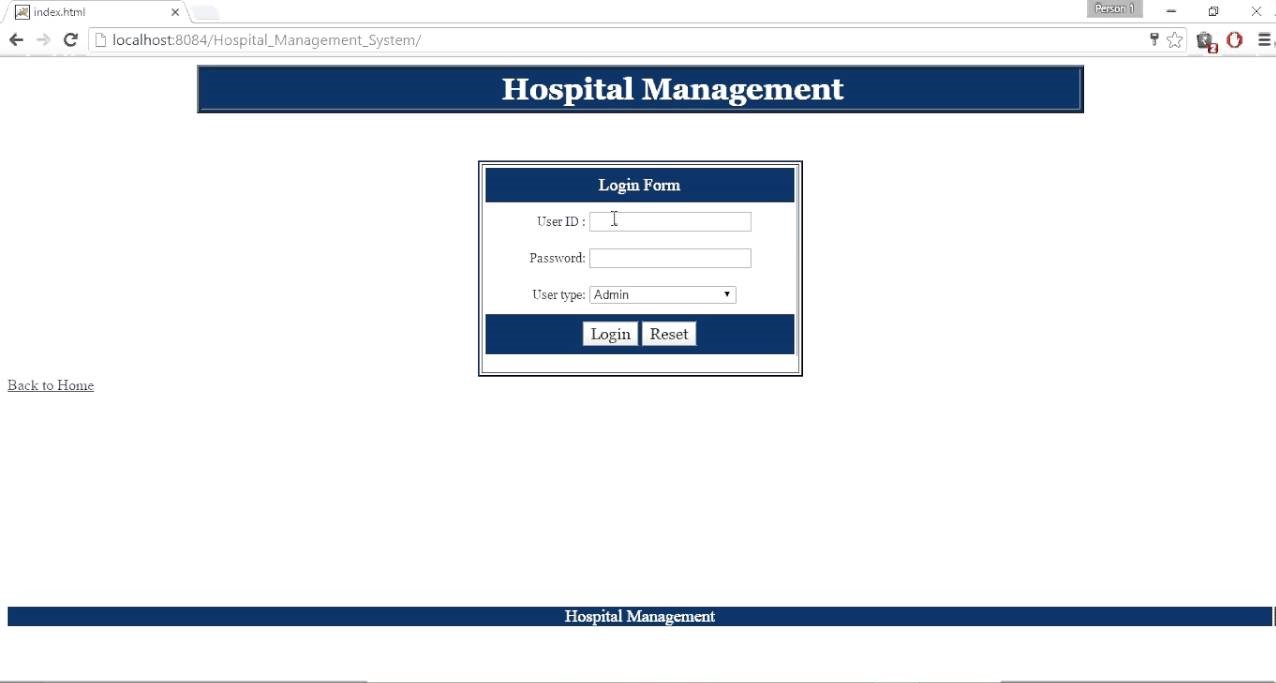 index.html
Person 1
localhost:8084/Hospital_Management_System/
2
Hospital Management
Login Form
User ID :
Password:
User type: Admin
Login Reset
Back to Home
Hospital Management